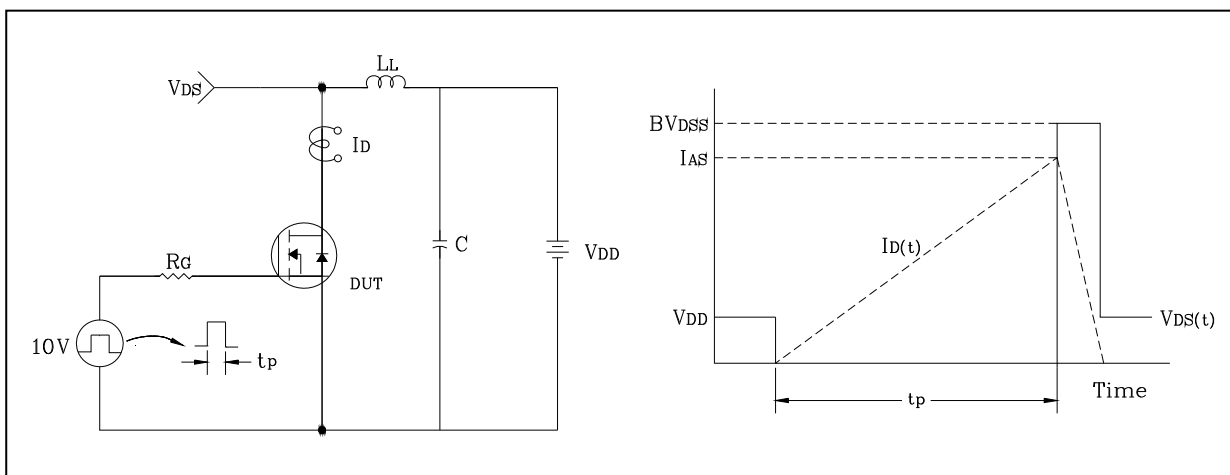 LL
VDS
ID
RG
DUT
C
VDD
10V
tp
BVDSS
IAS
ID(t)
VDD
VDS(t)
tp
Time